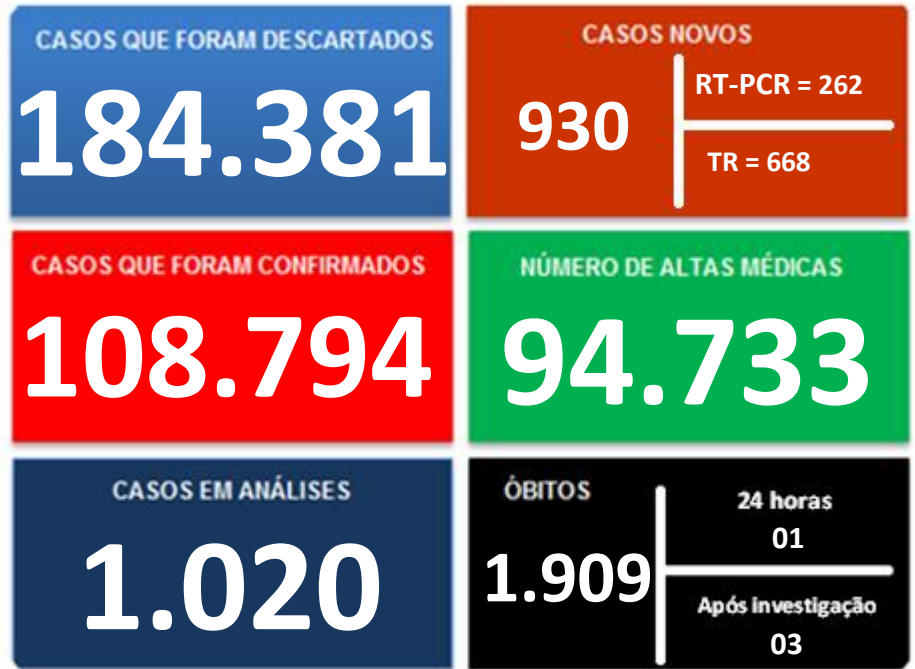 CASOS QUE FORAM DESCARTADOS
184.381
CASOS NOVOS
930
RT-PCR = 262
TR = 668
CASOS QUE FORAM CONFIRMADOS
108.794
NÚMERO DE ALTAS MÉDICAS
94.733
CASOS EM ANÁLISES
1.020
ÓBITOS
1.909
24 horas
01
Após investigação
03